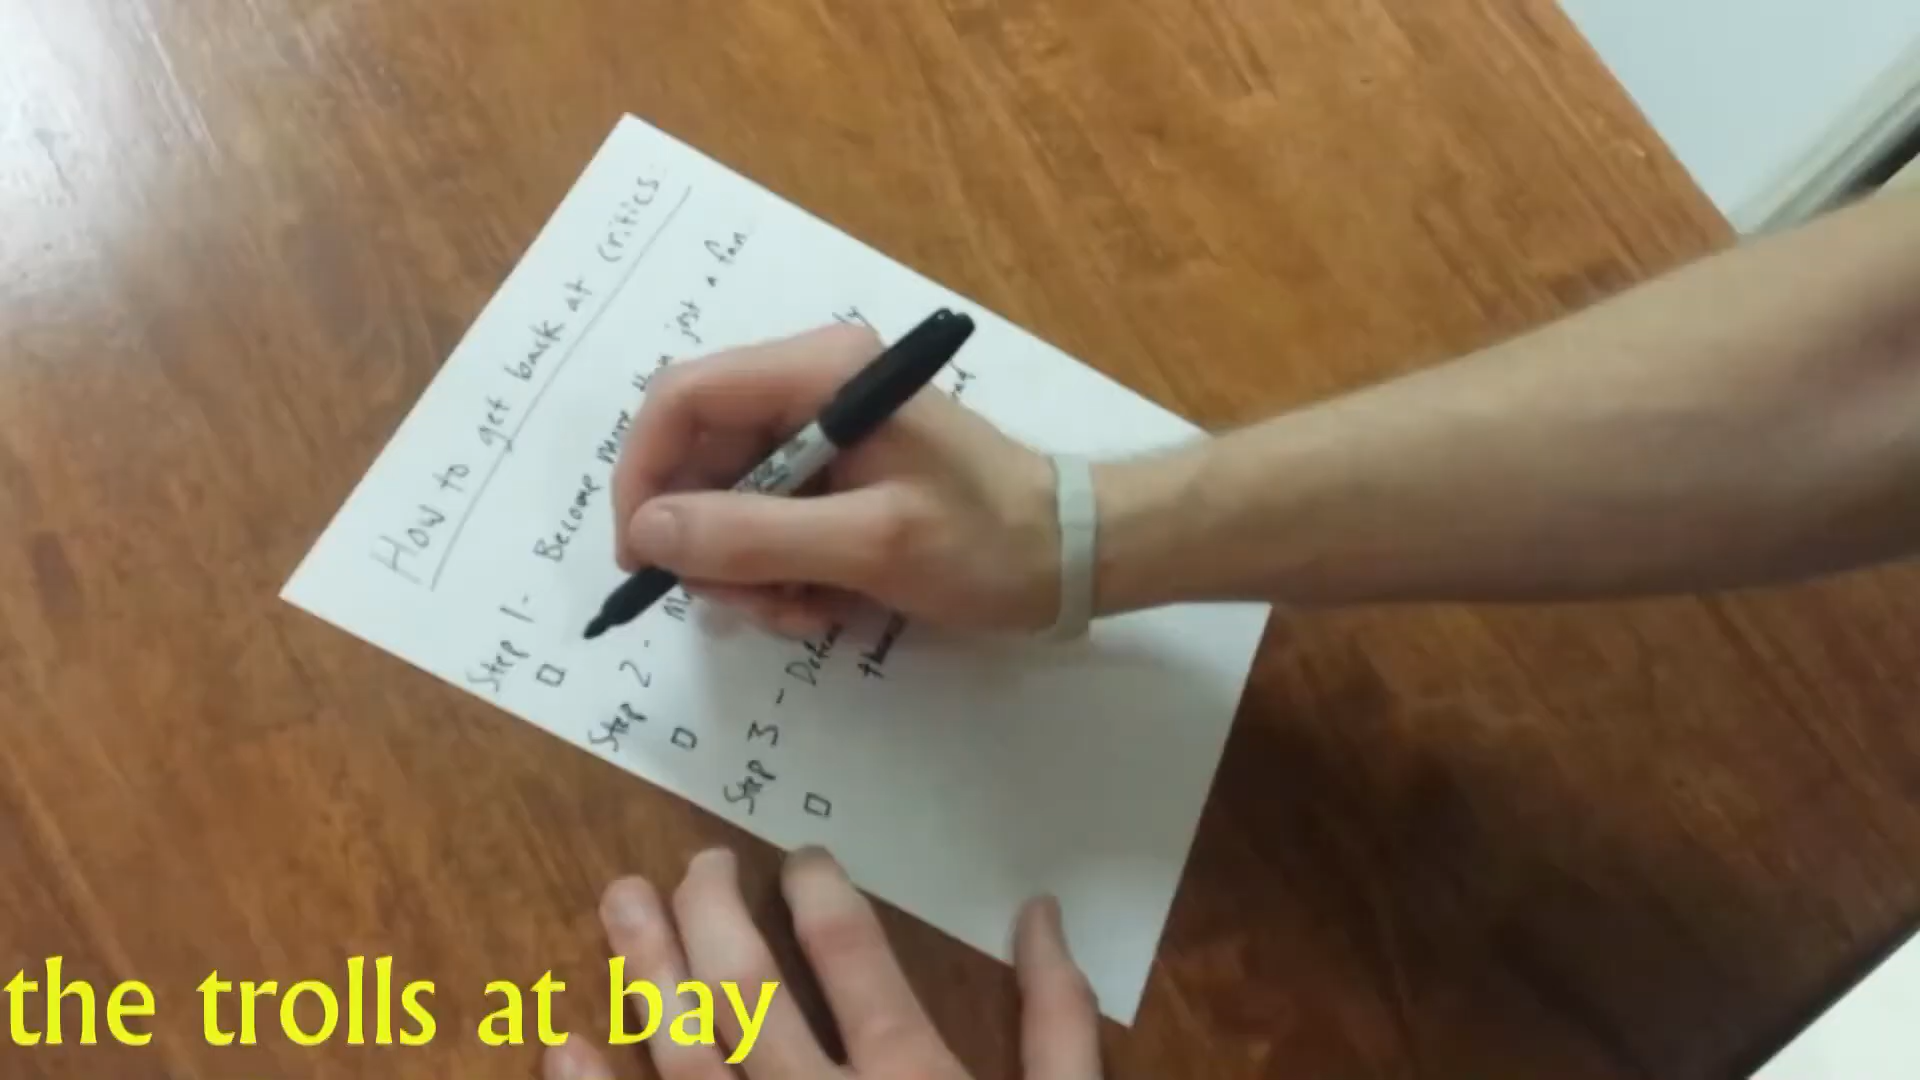 How to get back at critics
Step 1- Become more than just a fan
Step 2-
Step 3-
the trolls at bay